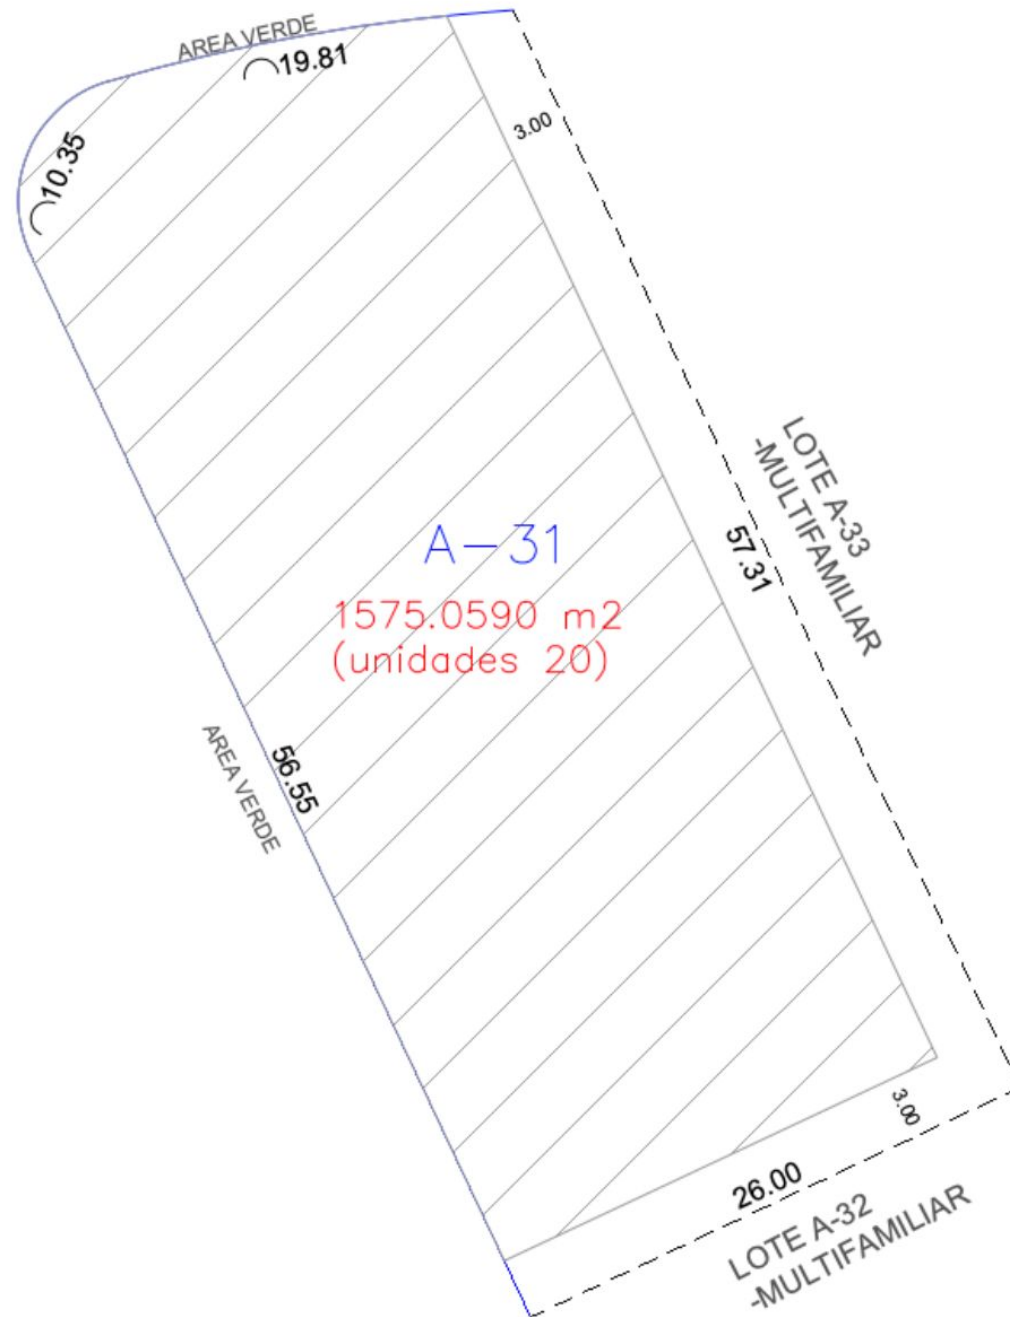 AREA VERDE
19.81
10.35
3.00
LOTE A-33
-MULTIFAMILIAR
57.31
A-31
1575.0590 m2
(unidades 20)
AREA VERDE
56.55
3.00
26.00
LOTE A-32
-MULTIFAMILIAR